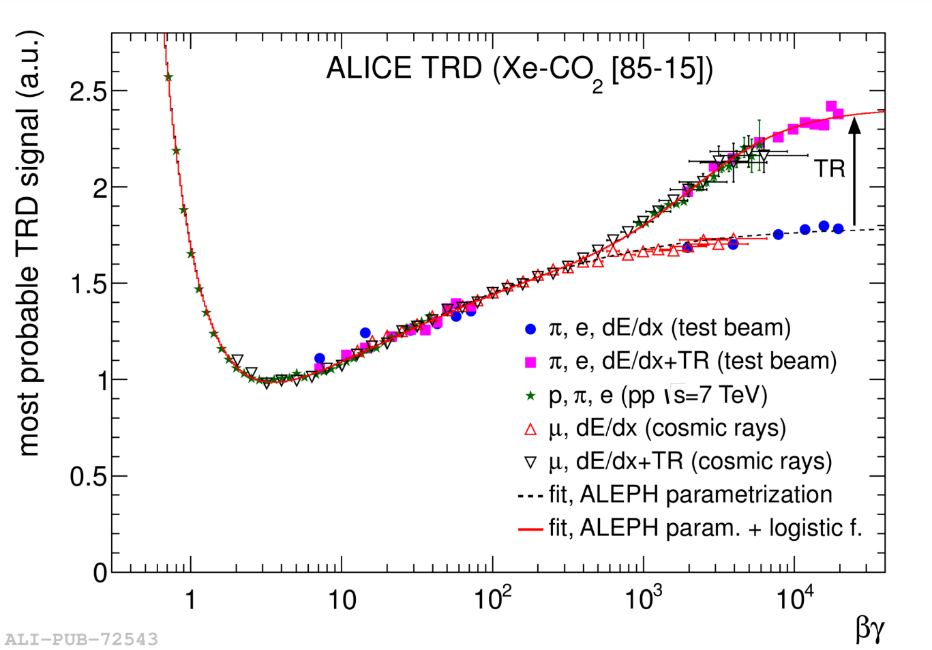 ALICE TRD (Xe-CO2 [85-15])
most probable TRD signal (a.u.)
2.5
2
1.5
1
0.5
0
TR
π, e, dE/dx (test beam)
π, e, dE/dx+TR (test beam)
p, π, e (pp √s=7 TeV)
μ, dE/dx (cosmic rays)
μ, dE/dx+TR (cosmic rays)
fit, ALEPH parametrization
fit, ALEPH param. + logistic f.
1 10 10² 10³ 10⁴
βγ
ALI-PUB-72543